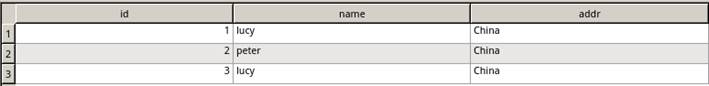 id name addr
1 1 lucy China
2 2 peter China
3 3 lucy China